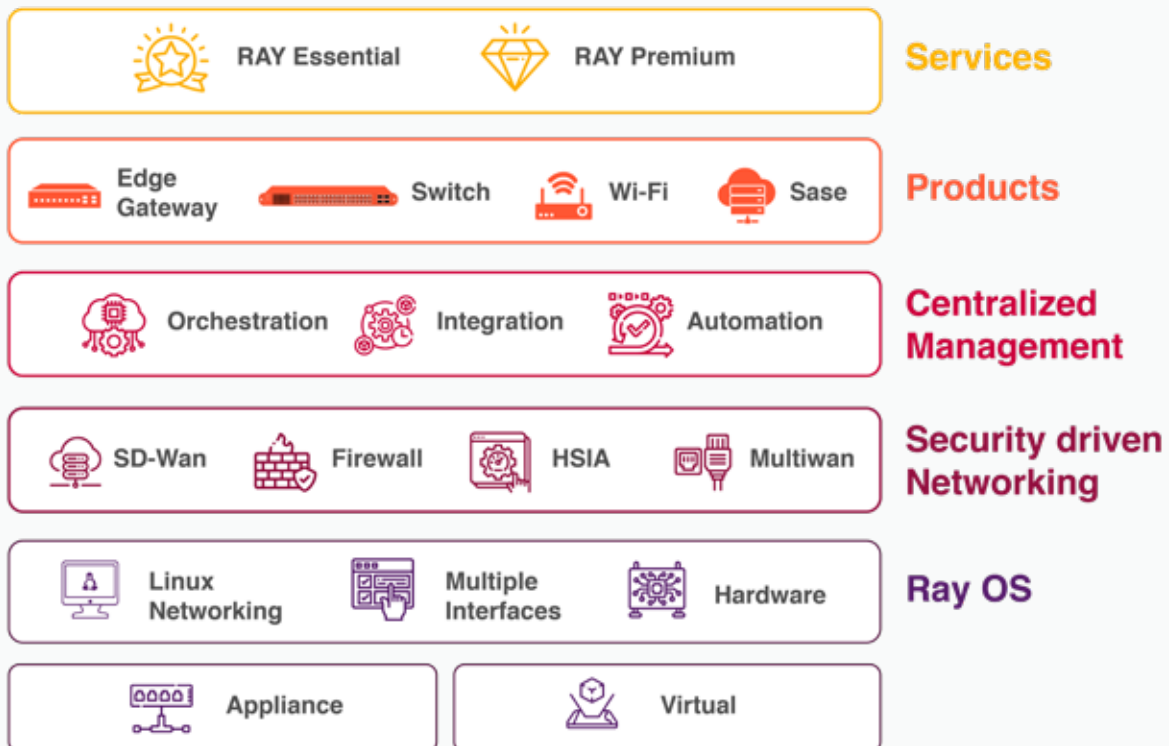 RAY Essential
RAY Premium
Services
Edge
Gateway
Switch
Wi-Fi
Sase
Products
Orchestration
Integration
Automation
Centralized
Management
SD-Wan
Firewall
HSIA
Multiwan
Security driven
Networking
Linux
Networking
Multiple
Interfaces
Hardware
Ray OS
Appliance
Virtual